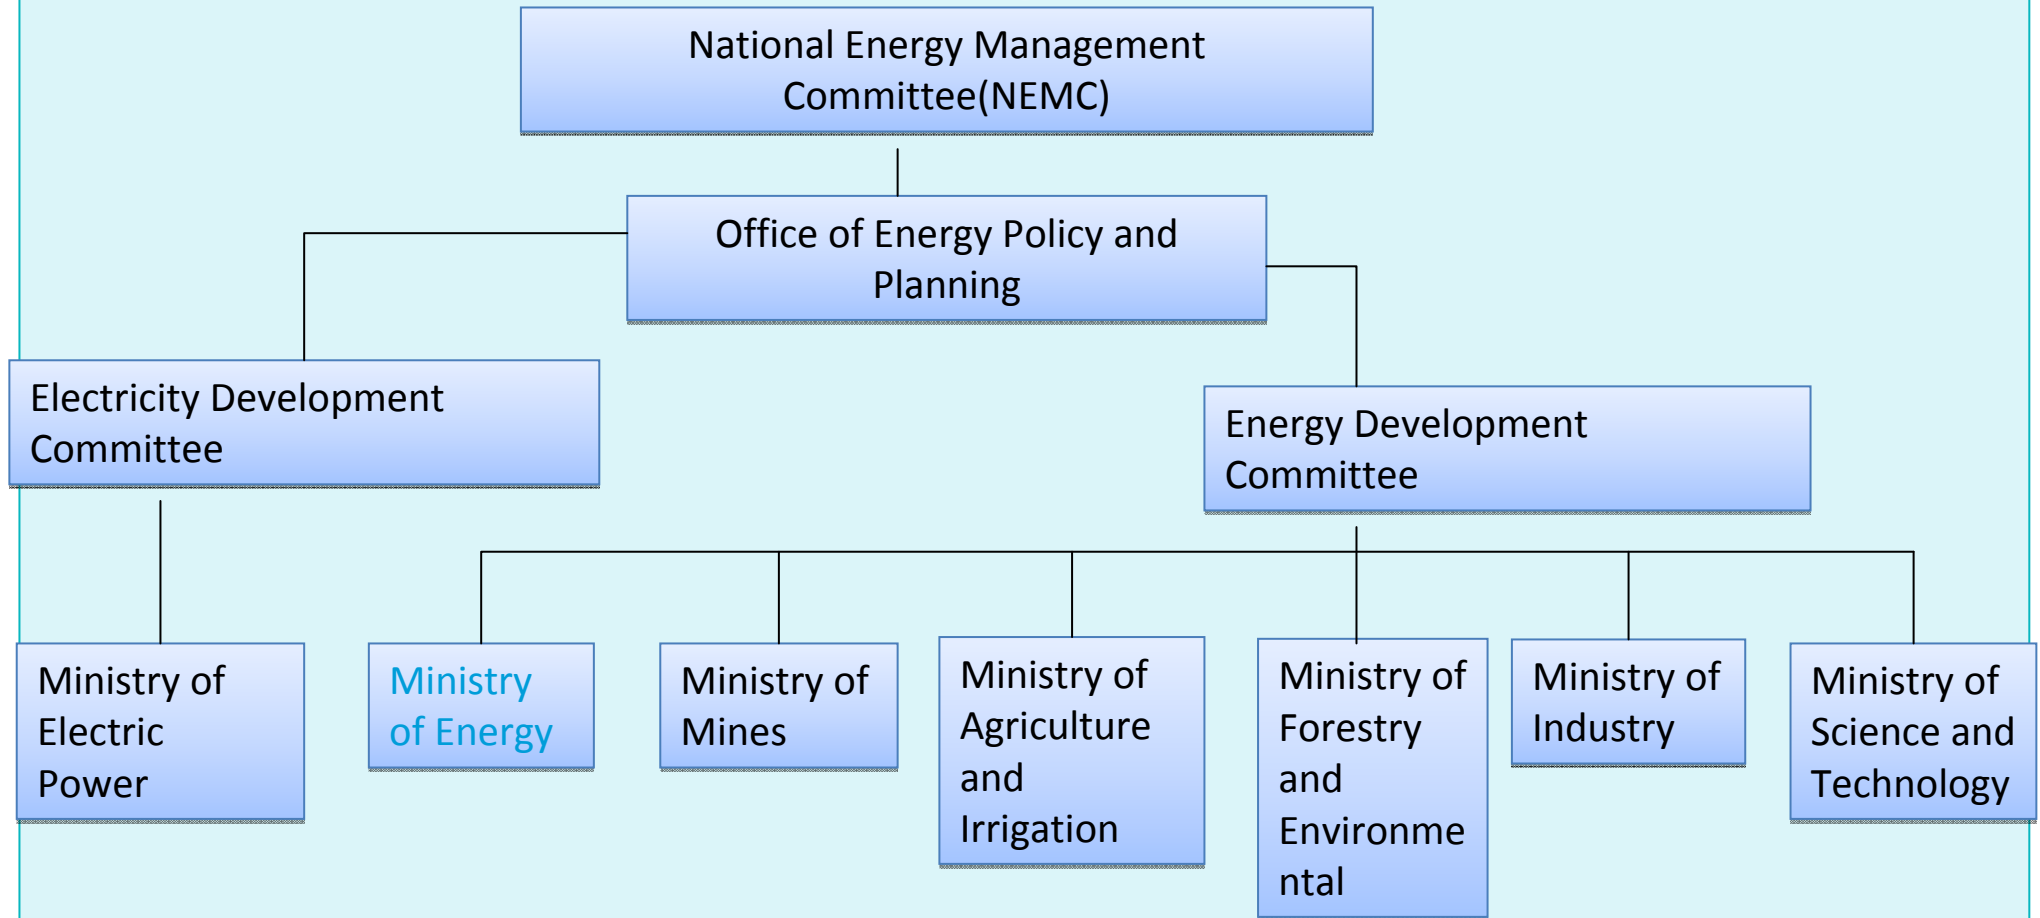 National Energy Management
Committee(NEMC)
Office of Energy Policy and
Planning
Electricity Development
Committee
Energy Development
Committee
Ministry of
Electric
Power
Ministry
of Energy
Ministry of
Mines
Ministry of
Agriculture
and
Irrigation
Ministry of
Forestry
and
Environme
ntal
Ministry of
Industry
Ministry of
Science and
Technology